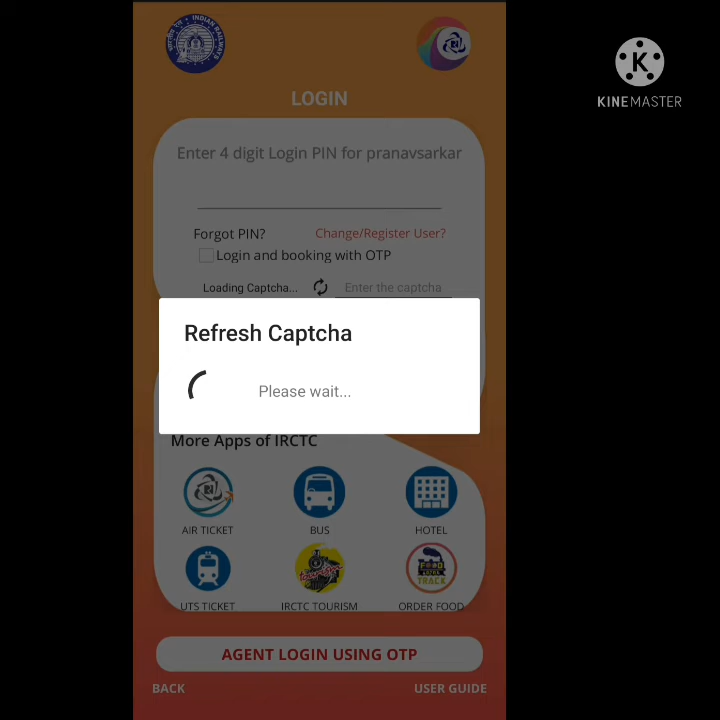 INDIAN RAILWAYS
KINEMASTER
LOGIN
Enter 4 digit Login PIN for pranavsarkar
Forgot PIN? Change/Register User?
Login and booking with OTP
Loading Captcha... Enter the captcha
Refresh Captcha
Please wait...
More Apps of IRCTC
AIR TICKET BUS HOTEL
UTS TICKET IRCTC TOURISM ORDER FOOD
AGENT LOGIN USING OTP
BACK USER GUIDE